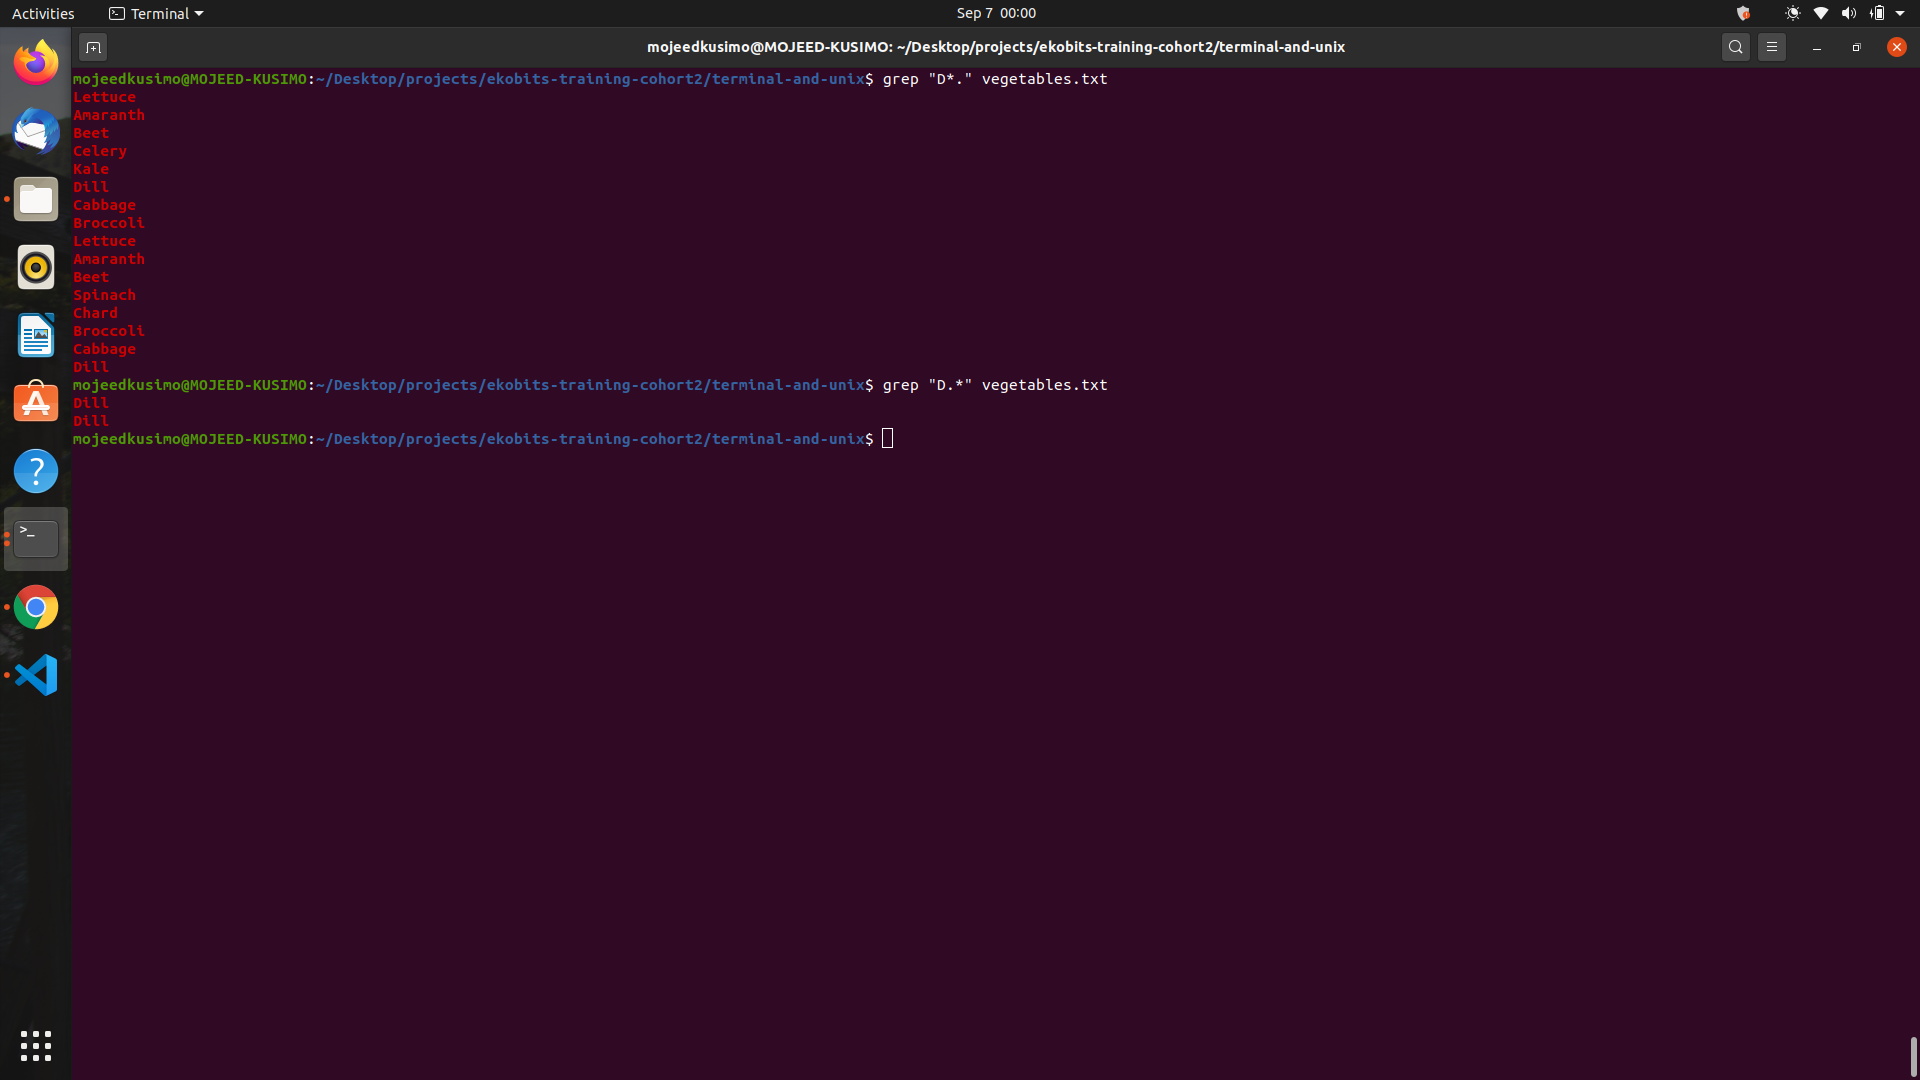 Activities
Terminal
Sep 7 00:00
mojeedkusimo@MOJEED-KUSIMO: ~/Desktop/projects/ekobits-training-cohort2/terminal-and-unix
mojeedkusimo@MOJEED-KUSIMO:~/Desktop/projects/ekobits-training-cohort2/terminal-and-unix$ grep "D*." vegetables.txt
Lettuce
Amaranth
Beet
Celery
Kale
Dill
Cabbage
Broccoli
Lettuce
Amaranth
Beet
Spinach
Chard
Broccoli
Cabbage
Dill
mojeedkusimo@MOJEED-KUSIMO:~/Desktop/projects/ekobits-training-cohort2/terminal-and-unix$ grep "D.*" vegetables.txt
Dill
Dill
mojeedkusimo@MOJEED-KUSIMO:~/Desktop/projects/ekobits-training-cohort2/terminal-and-unix$